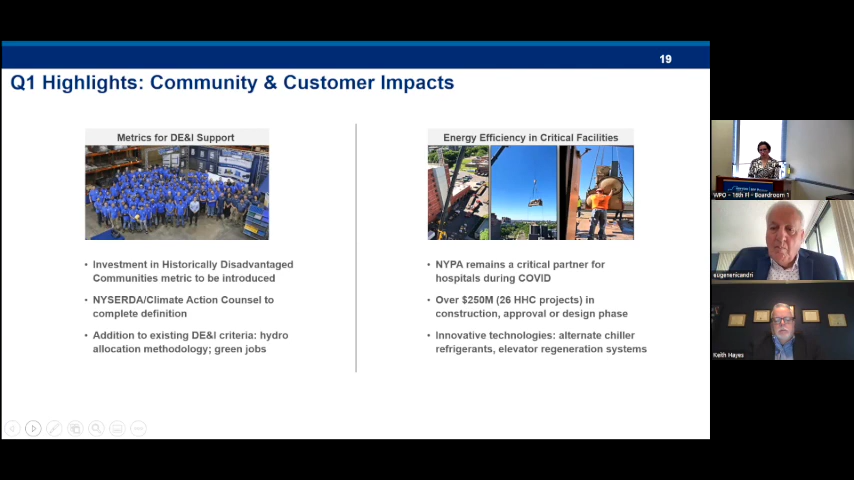 19
Q1 Highlights: Community & Customer Impacts
Metrics for DE&I Support
• Investment in Historically Disadvantaged
Communities metric to be introduced
• NYSERDA/Climate Action Counsel to
complete definition
• Addition to existing DE&I criteria: hydro
allocation methodology; green jobs
Energy Efficiency in Critical Facilities
• NYPA remains a critical partner for
hospitals during COVID
• Over $250M (26 HHC projects) in
construction, approval or design phase
• Innovative technologies: alternate chiller
refrigerants, elevator regeneration systems
WPO - 16th Fl - Boardroom 1
eugenenicandri
Keith Hayes